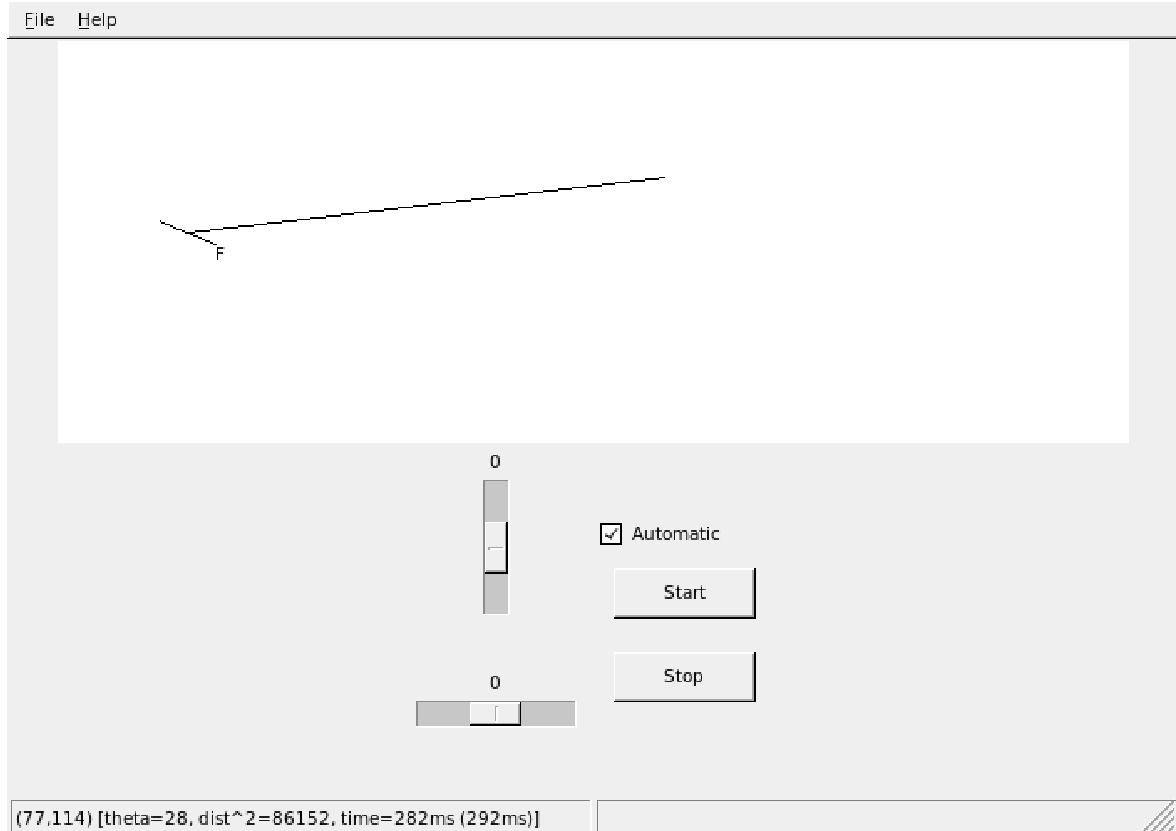 File Help
F
0
Automatic
Start
0
Stop
(77,114) [theta=28, dist^2=86152, time=282ms (292ms)]